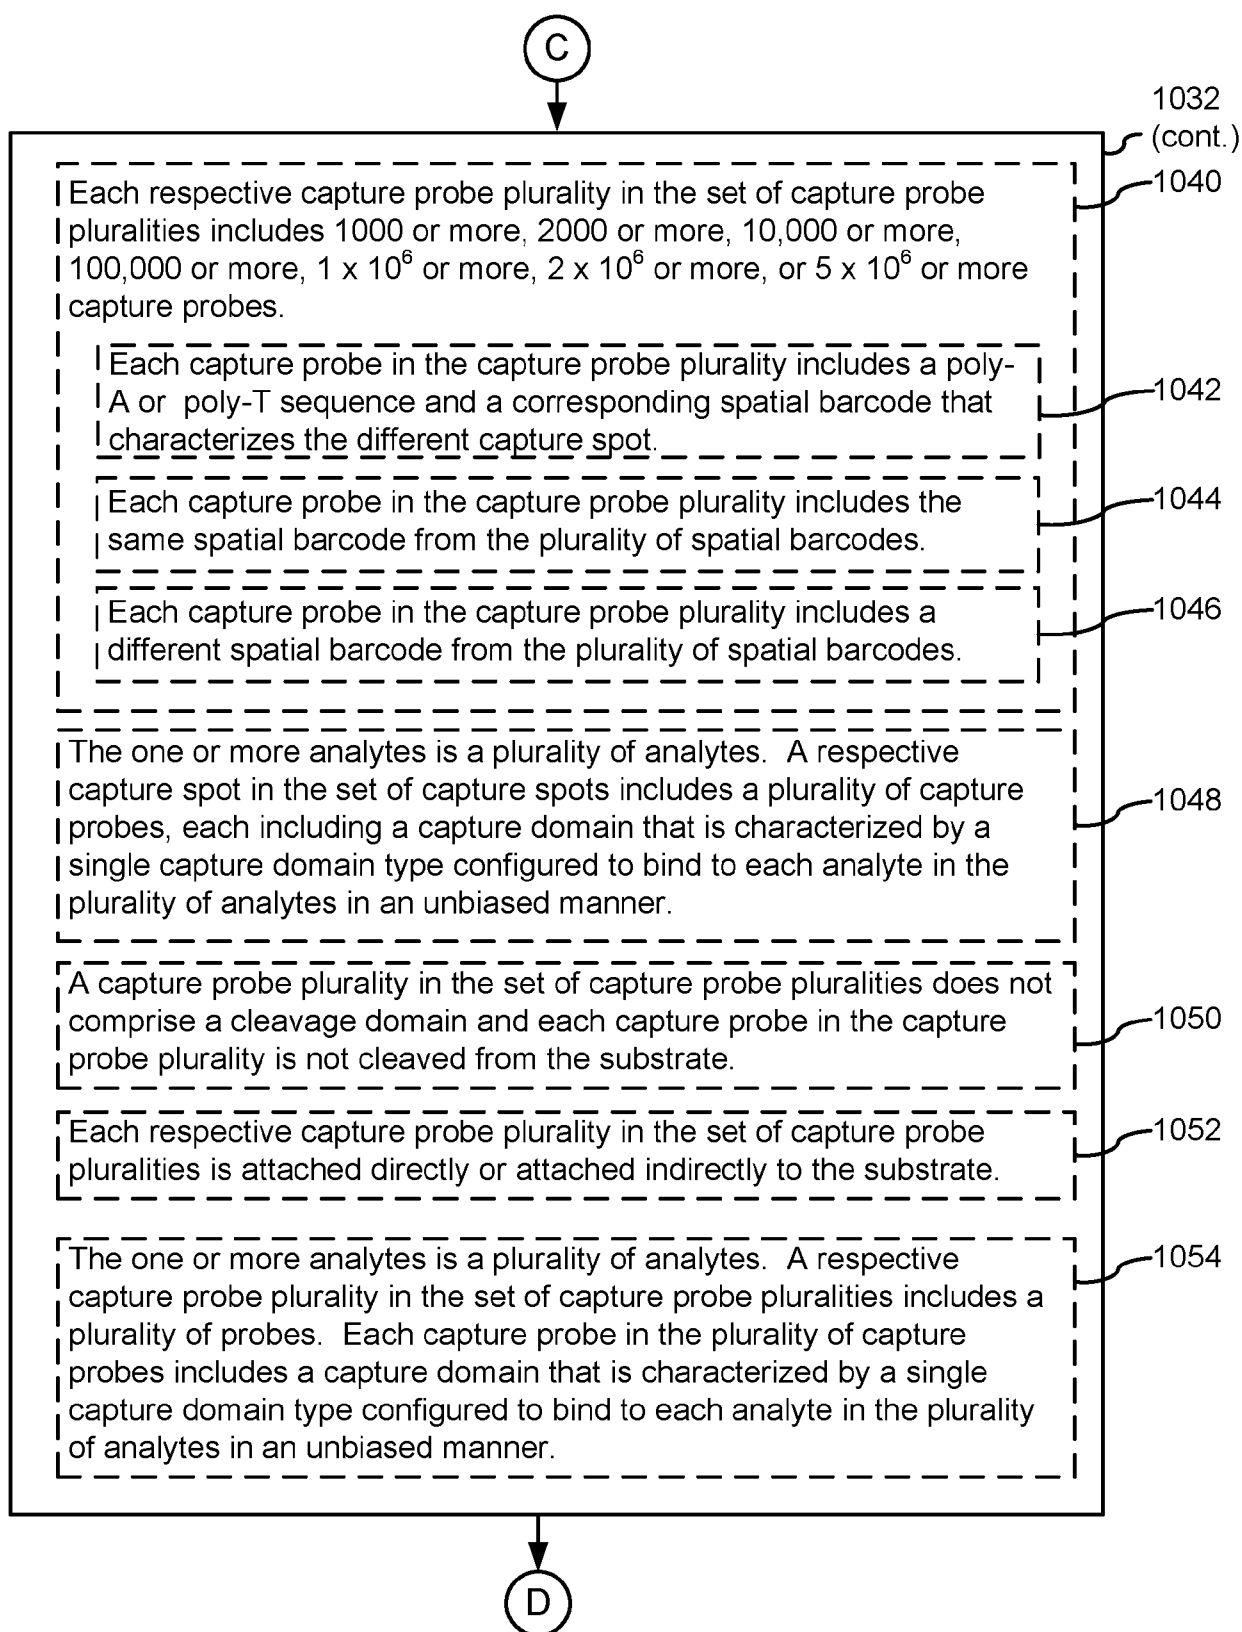 C
1032
(cont.)
1040
Each respective capture probe plurality in the set of capture probe
pluralities includes 1000 or more, 2000 or more, 10,000 or more,
100,000 or more, 1 x 10⁶ or more, 2 x 10⁶ or more, or 5 x 10⁶ or more
capture probes.
Each capture probe in the capture probe plurality includes a poly-
A or  poly-T sequence and a corresponding spatial barcode that
characterizes the different capture spot.
1042
Each capture probe in the capture probe plurality includes the
same spatial barcode from the plurality of spatial barcodes.
1044
Each capture probe in the capture probe plurality includes a
different spatial barcode from the plurality of spatial barcodes.
1046
The one or more analytes is a plurality of analytes.  A respective
capture spot in the set of capture spots includes a plurality of capture
probes, each including a capture domain that is characterized by a
single capture domain type configured to bind to each analyte in the
plurality of analytes in an unbiased manner.
1048
A capture probe plurality in the set of capture probe pluralities does not
comprise a cleavage domain and each capture probe in the capture
probe plurality is not cleaved from the substrate.
1050
Each respective capture probe plurality in the set of capture probe
pluralities is attached directly or attached indirectly to the substrate.
1052
The one or more analytes is a plurality of analytes.  A respective
capture probe plurality in the set of capture probe pluralities includes a
plurality of probes.  Each capture probe in the plurality of capture
probes includes a capture domain that is characterized by a single
capture domain type configured to bind to each analyte in the plurality
of analytes in an unbiased manner.
1054
D